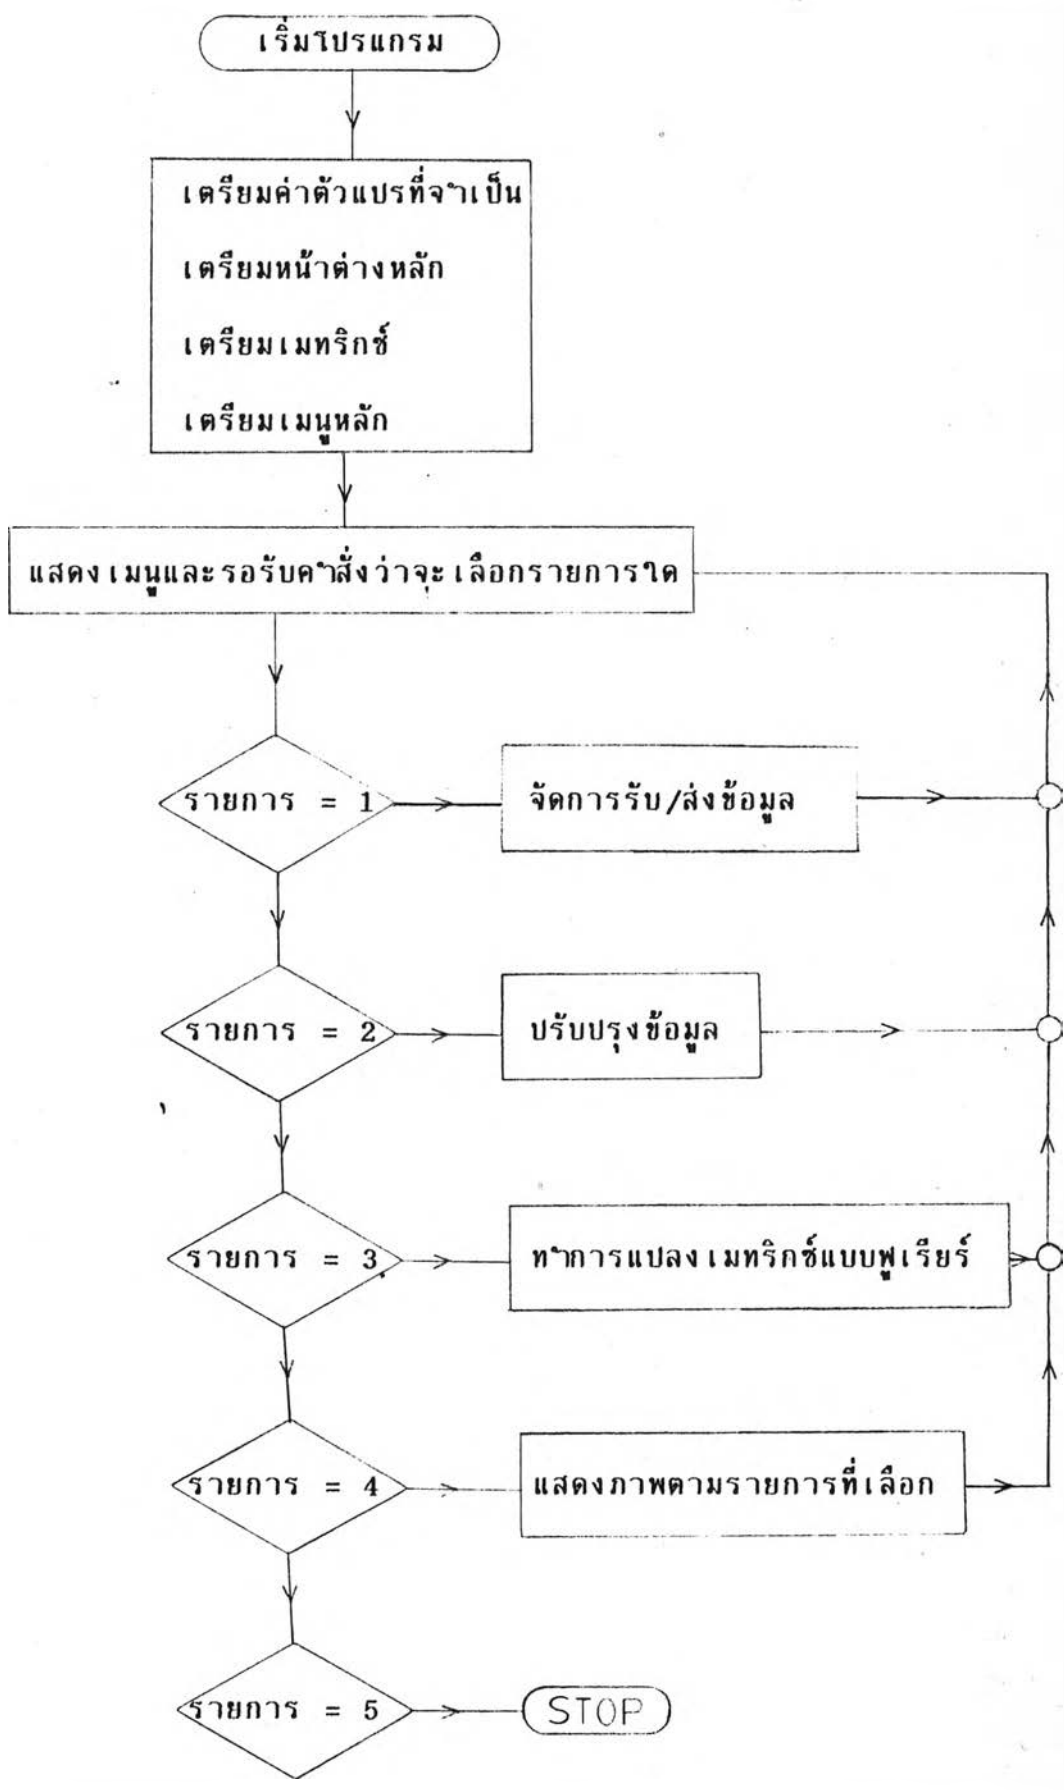 เริ่มโปรแกรม
เตรียมค่าตัวแปรที่จำเป็น
เตรียมหน้าต่างหลัก
เตรียมเมทริกซ์
เตรียมเมนูหลัก
แสดงเมนูและรอรับคำสั่งว่าจะเลือกรายการใด
รายการ = 1
จัดการรับ/ส่งข้อมูล
รายการ = 2
ปรับปรุงข้อมูล
รายการ = 3
ทำการแปลงเมทริกซ์แบบฟูเรียร์
รายการ = 4
แสดงภาพตามรายการที่เลือก
รายการ = 5
STOP